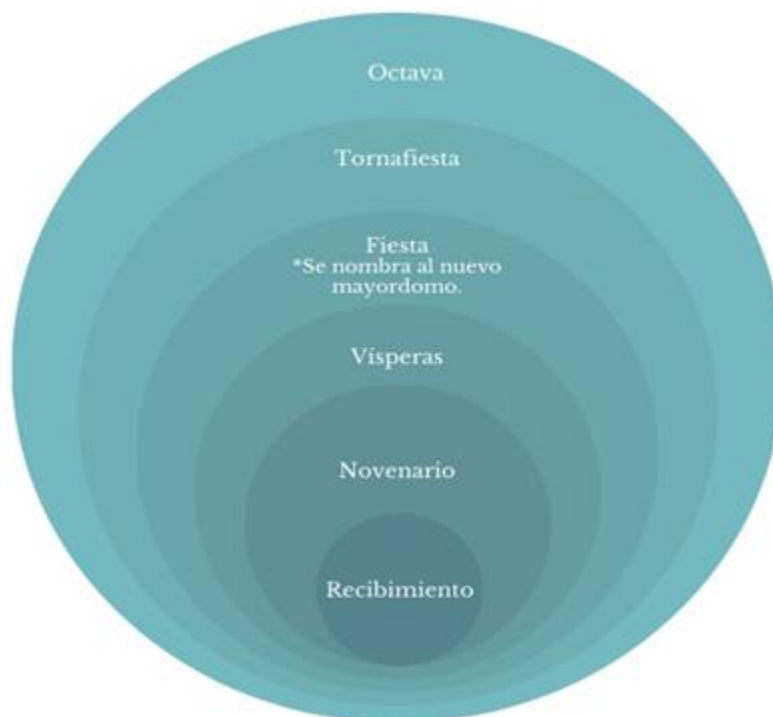 Octava
Tornafiesta
Fiesta
*Se nombra al nuevo
mayordomo.
Vísperas
Novenario
Recibimiento